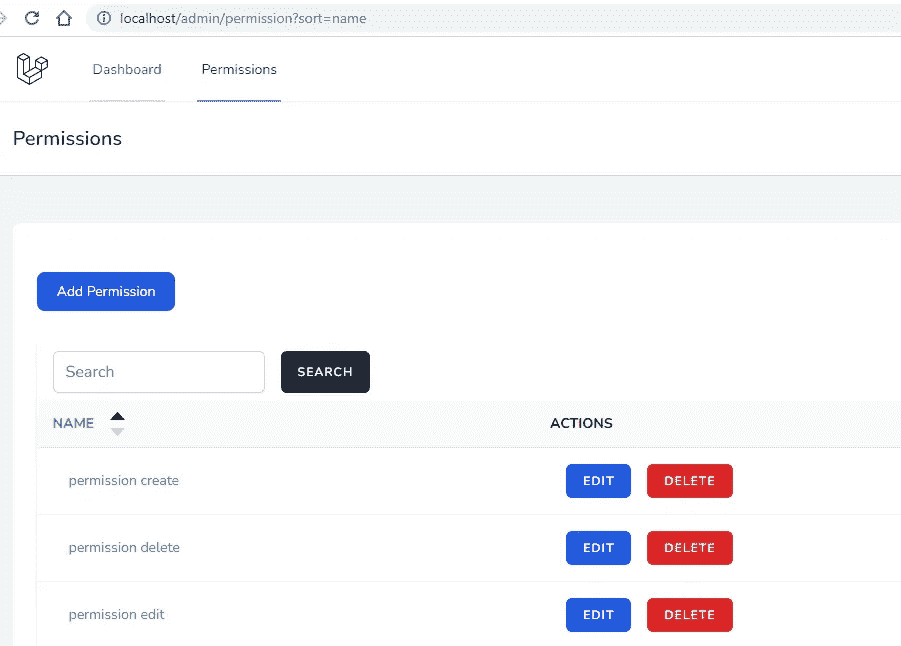 localhost/admin/permission?sort=name
Dashboard Permissions
Permissions
Add Permission
Search SEARCH
NAME ACTIONS
permission create EDIT DELETE
permission delete EDIT DELETE
permission edit EDIT DELETE